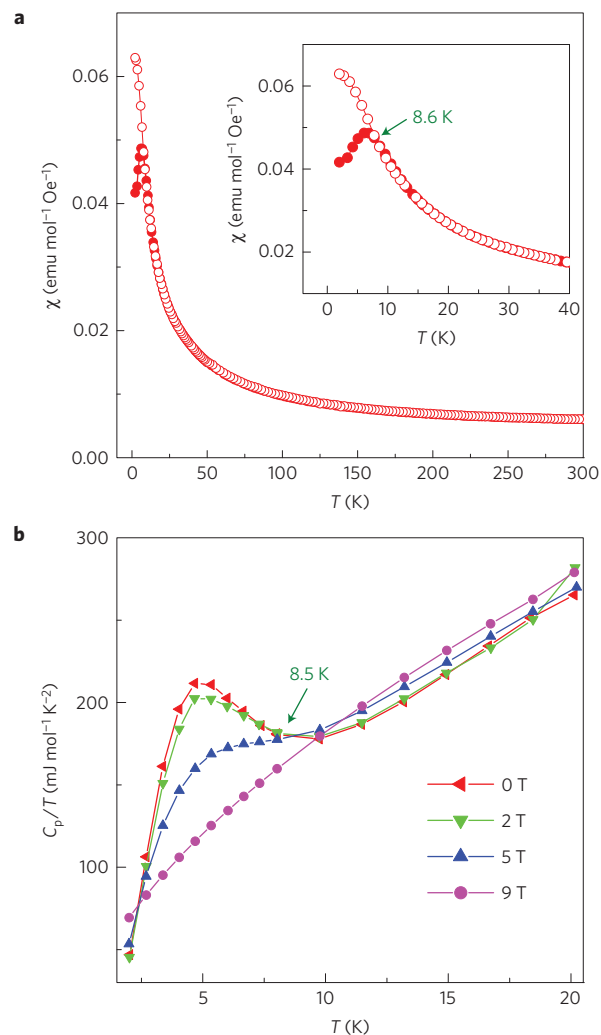 a
χ (emu mol⁻¹ Oe⁻¹)
0.06
0.04
0.02
0.00
0
50
100
150
200
250
300
T (K)
χ (emu mol⁻¹ Oe⁻¹)
0.06
0.04
0.02
8.6 K
0
10
20
30
40
T (K)
b
Cp/T (mJ mol⁻¹ K⁻²)
300
200
100
8.5 K
0 T
2 T
5 T
9 T
5
10
15
20
T (K)